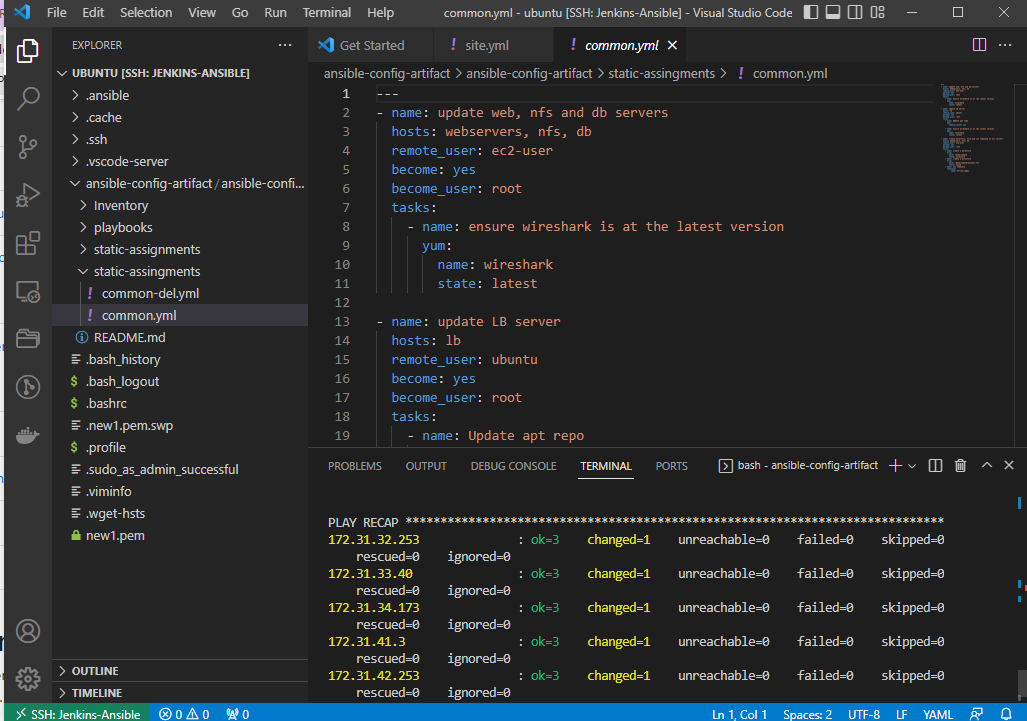 File Edit Selection View Go Run Terminal Help common.yml - ubuntu [SSH: Jenkins-Ansible] - Visual Studio Code
EXPLORER
UBUNTU [SSH: JENKINS-ANSIBLE]
.ansible
.cache
.ssh
.vscode-server
ansible-config-artifact / ansible-confi...
Inventory
playbooks
static-assignments
static-assingments
common-del.yml
common.yml
README.md
.bash_history
.bash_logout
.bashrc
.new1.pem.swp
.profile
.sudo_as_admin_successful
.viminfo
.wget-hsts
new1.pem
OUTLINE
TIMELINE
Get Started ! site.yml ! common.yml
ansible-config-artifact > ansible-config-artifact > static-assingments > ! common.yml
1 ---
2 - name: update web, nfs and db servers
3 hosts: webservers, nfs, db
4 remote_user: ec2-user
5 become: yes
6 become_user: root
7 tasks:
8 - name: ensure wireshark is at the latest version
9 yum:
10 name: wireshark
11 state: latest
12
13 - name: update LB server
14 hosts: lb
15 remote_user: ubuntu
16 become: yes
17 become_user: root
18 tasks:
19 - name: Update apt repo
PROBLEMS OUTPUT DEBUG CONSOLE TERMINAL PORTS bash - ansible-config-artifact
PLAY RECAP *****************************************************************************
172.31.32.253 : ok=3 changed=1 unreachable=0 failed=0 skipped=0
rescued=0 ignored=0
172.31.33.40 : ok=3 changed=1 unreachable=0 failed=0 skipped=0
rescued=0 ignored=0
172.31.34.173 : ok=3 changed=1 unreachable=0 failed=0 skipped=0
rescued=0 ignored=0
172.31.41.3 : ok=3 changed=1 unreachable=0 failed=0 skipped=0
rescued=0 ignored=0
172.31.42.253 : ok=3 changed=1 unreachable=0 failed=0 skipped=0
rescued=0 ignored=0
SSH: Jenkins-Ansible 0 0 0 Ln 1, Col 1 Spaces: 2 UTF-8 LF YAML